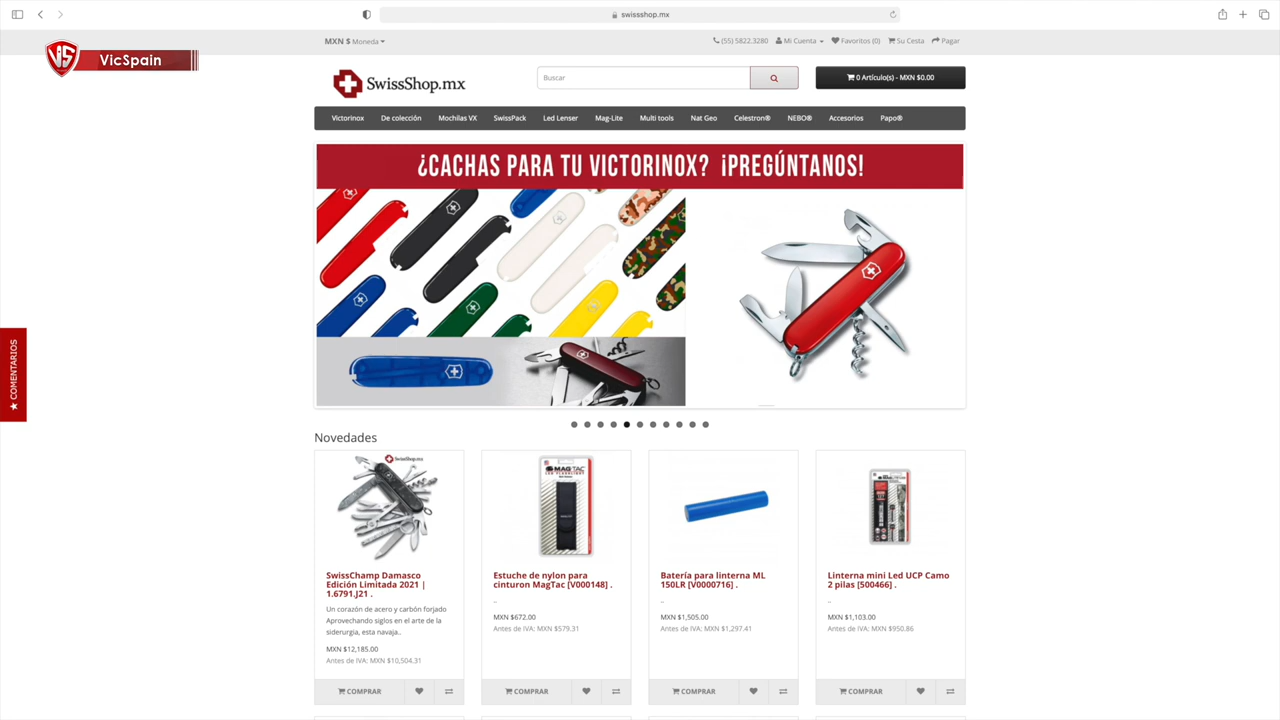 swissshop.mx
VicSpain
MXN $ Moneda
(55) 5822.3280 Mi Cuenta Favoritos (0) Su Cesta Pagar
SwissShop.mx
Buscar
0 Artículo(s) - MXN $0.00
Victorinox De colección Mochilas VX SwissPack Led Lenser Mag-Lite Multi tools Nat Geo Celestron® NEBO® Accesorios Papo®
¿CACHAS PARA TU VICTORINOX? ¡PREGÚNTANOS!
★ COMENTARIOS
Novedades
SwissShop.mx
MAG-TAC
SwissChamp Damasco
Edición Limitada 2021 |
1.6791.J21 .
Un corazón de acero y carbón forjado
Aprovechando siglos en el arte de la
siderurgia, esta navaja..
MXN $12,185.00
Antes de IVA: MXN $10,504.31
COMPRAR
Estuche de nylon para
cinturon MagTac [V000148] .
..
MXN $672.00
Antes de IVA: MXN $579.31
COMPRAR
Batería para linterna ML
150LR [V0000716] .
..
MXN $1,505.00
Antes de IVA: MXN $1,297.41
COMPRAR
Linterna mini Led UCP Camo
2 pilas [500466] .
..
MXN $1,103.00
Antes de IVA: MXN $950.86
COMPRAR